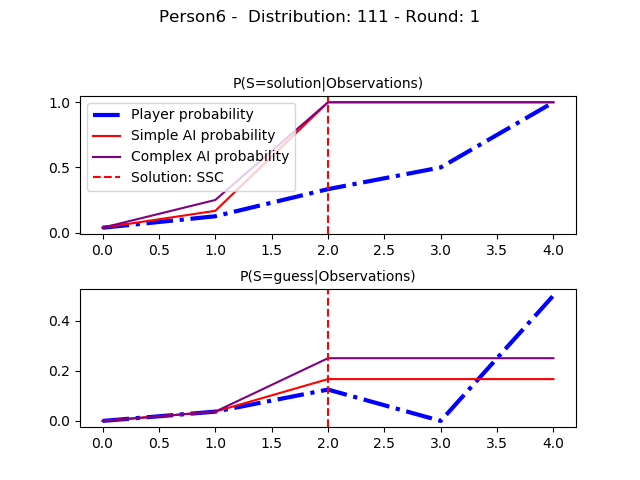 Person6 -  Distribution: 111 - Round: 1
P(S=solution|Observations)
1.0
0.5
0.0
Player probability
Simple AI probability
Complex AI probability
Solution: SSC
0.0 0.5 1.0 1.5 2.0 2.5 3.0 3.5 4.0
P(S=guess|Observations)
0.4
0.2
0.0
0.0 0.5 1.0 1.5 2.0 2.5 3.0 3.5 4.0